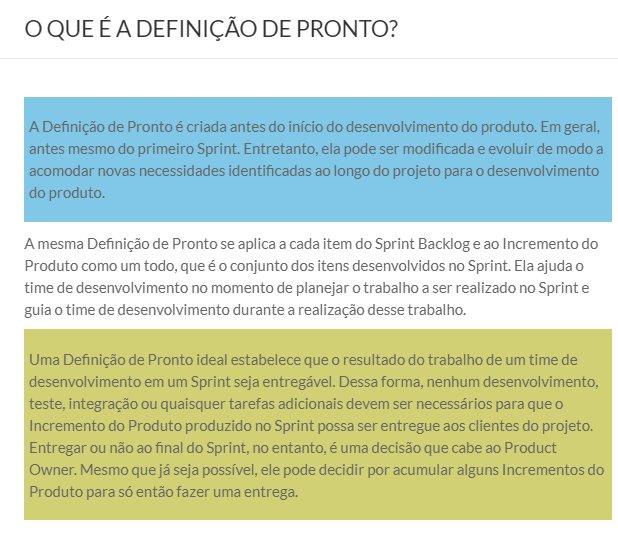 O QUE É A DEFINIÇÃO DE PRONTO?
A Definição de Pronto é criada antes do início do desenvolvimento do produto. Em geral,
antes mesmo do primeiro Sprint. Entretanto, ela pode ser modificada e evoluir de modo a
acomodar novas necessidades identificadas ao longo do projeto para o desenvolvimento
do produto.
A mesma Definição de Pronto se aplica a cada item do Sprint Backlog e ao Incremento do
Produto como um todo, que é o conjunto dos itens desenvolvidos no Sprint. Ela ajuda o
time de desenvolvimento no momento de planejar o trabalho a ser realizado no Sprint e
guia o time de desenvolvimento durante a realização desse trabalho.
Uma Definição de Pronto ideal estabelece que o resultado do trabalho de um time de
desenvolvimento em um Sprint seja entregável. Dessa forma, nenhum desenvolvimento,
teste, integração ou quaisquer tarefas adicionais devem ser necessários para que o
Incremento do Produto produzido no Sprint possa ser entregue aos clientes do projeto.
Entregar ou não ao final do Sprint, no entanto, é uma decisão que cabe ao Product
Owner. Mesmo que já seja possível, ele pode decidir por acumular alguns Incrementos do
Produto para só então fazer uma entrega.